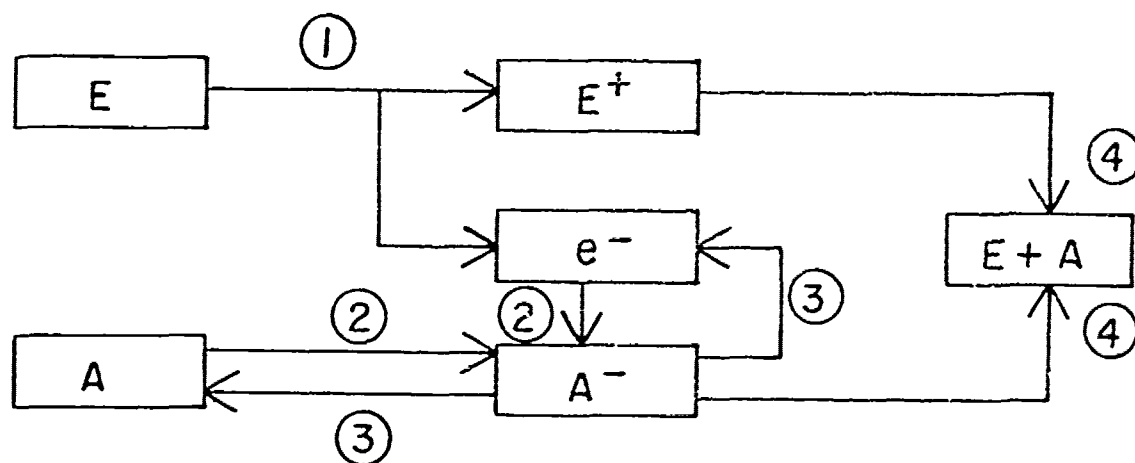 ①
E
E⁺
④
e⁻
E + A
②
②
③
④
A
A⁻
③